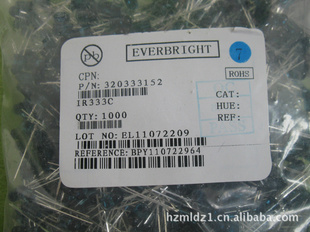 Pb
EVERBRIGHT
7
CPN:
P/N: 320333152
ROHS
IR333C
CAT:
QTY: 1000
HUE:
REF:
LOT NO: EL11072209
REFERENCE: BPY110722964
hzmldz1.cn.alibaba.com